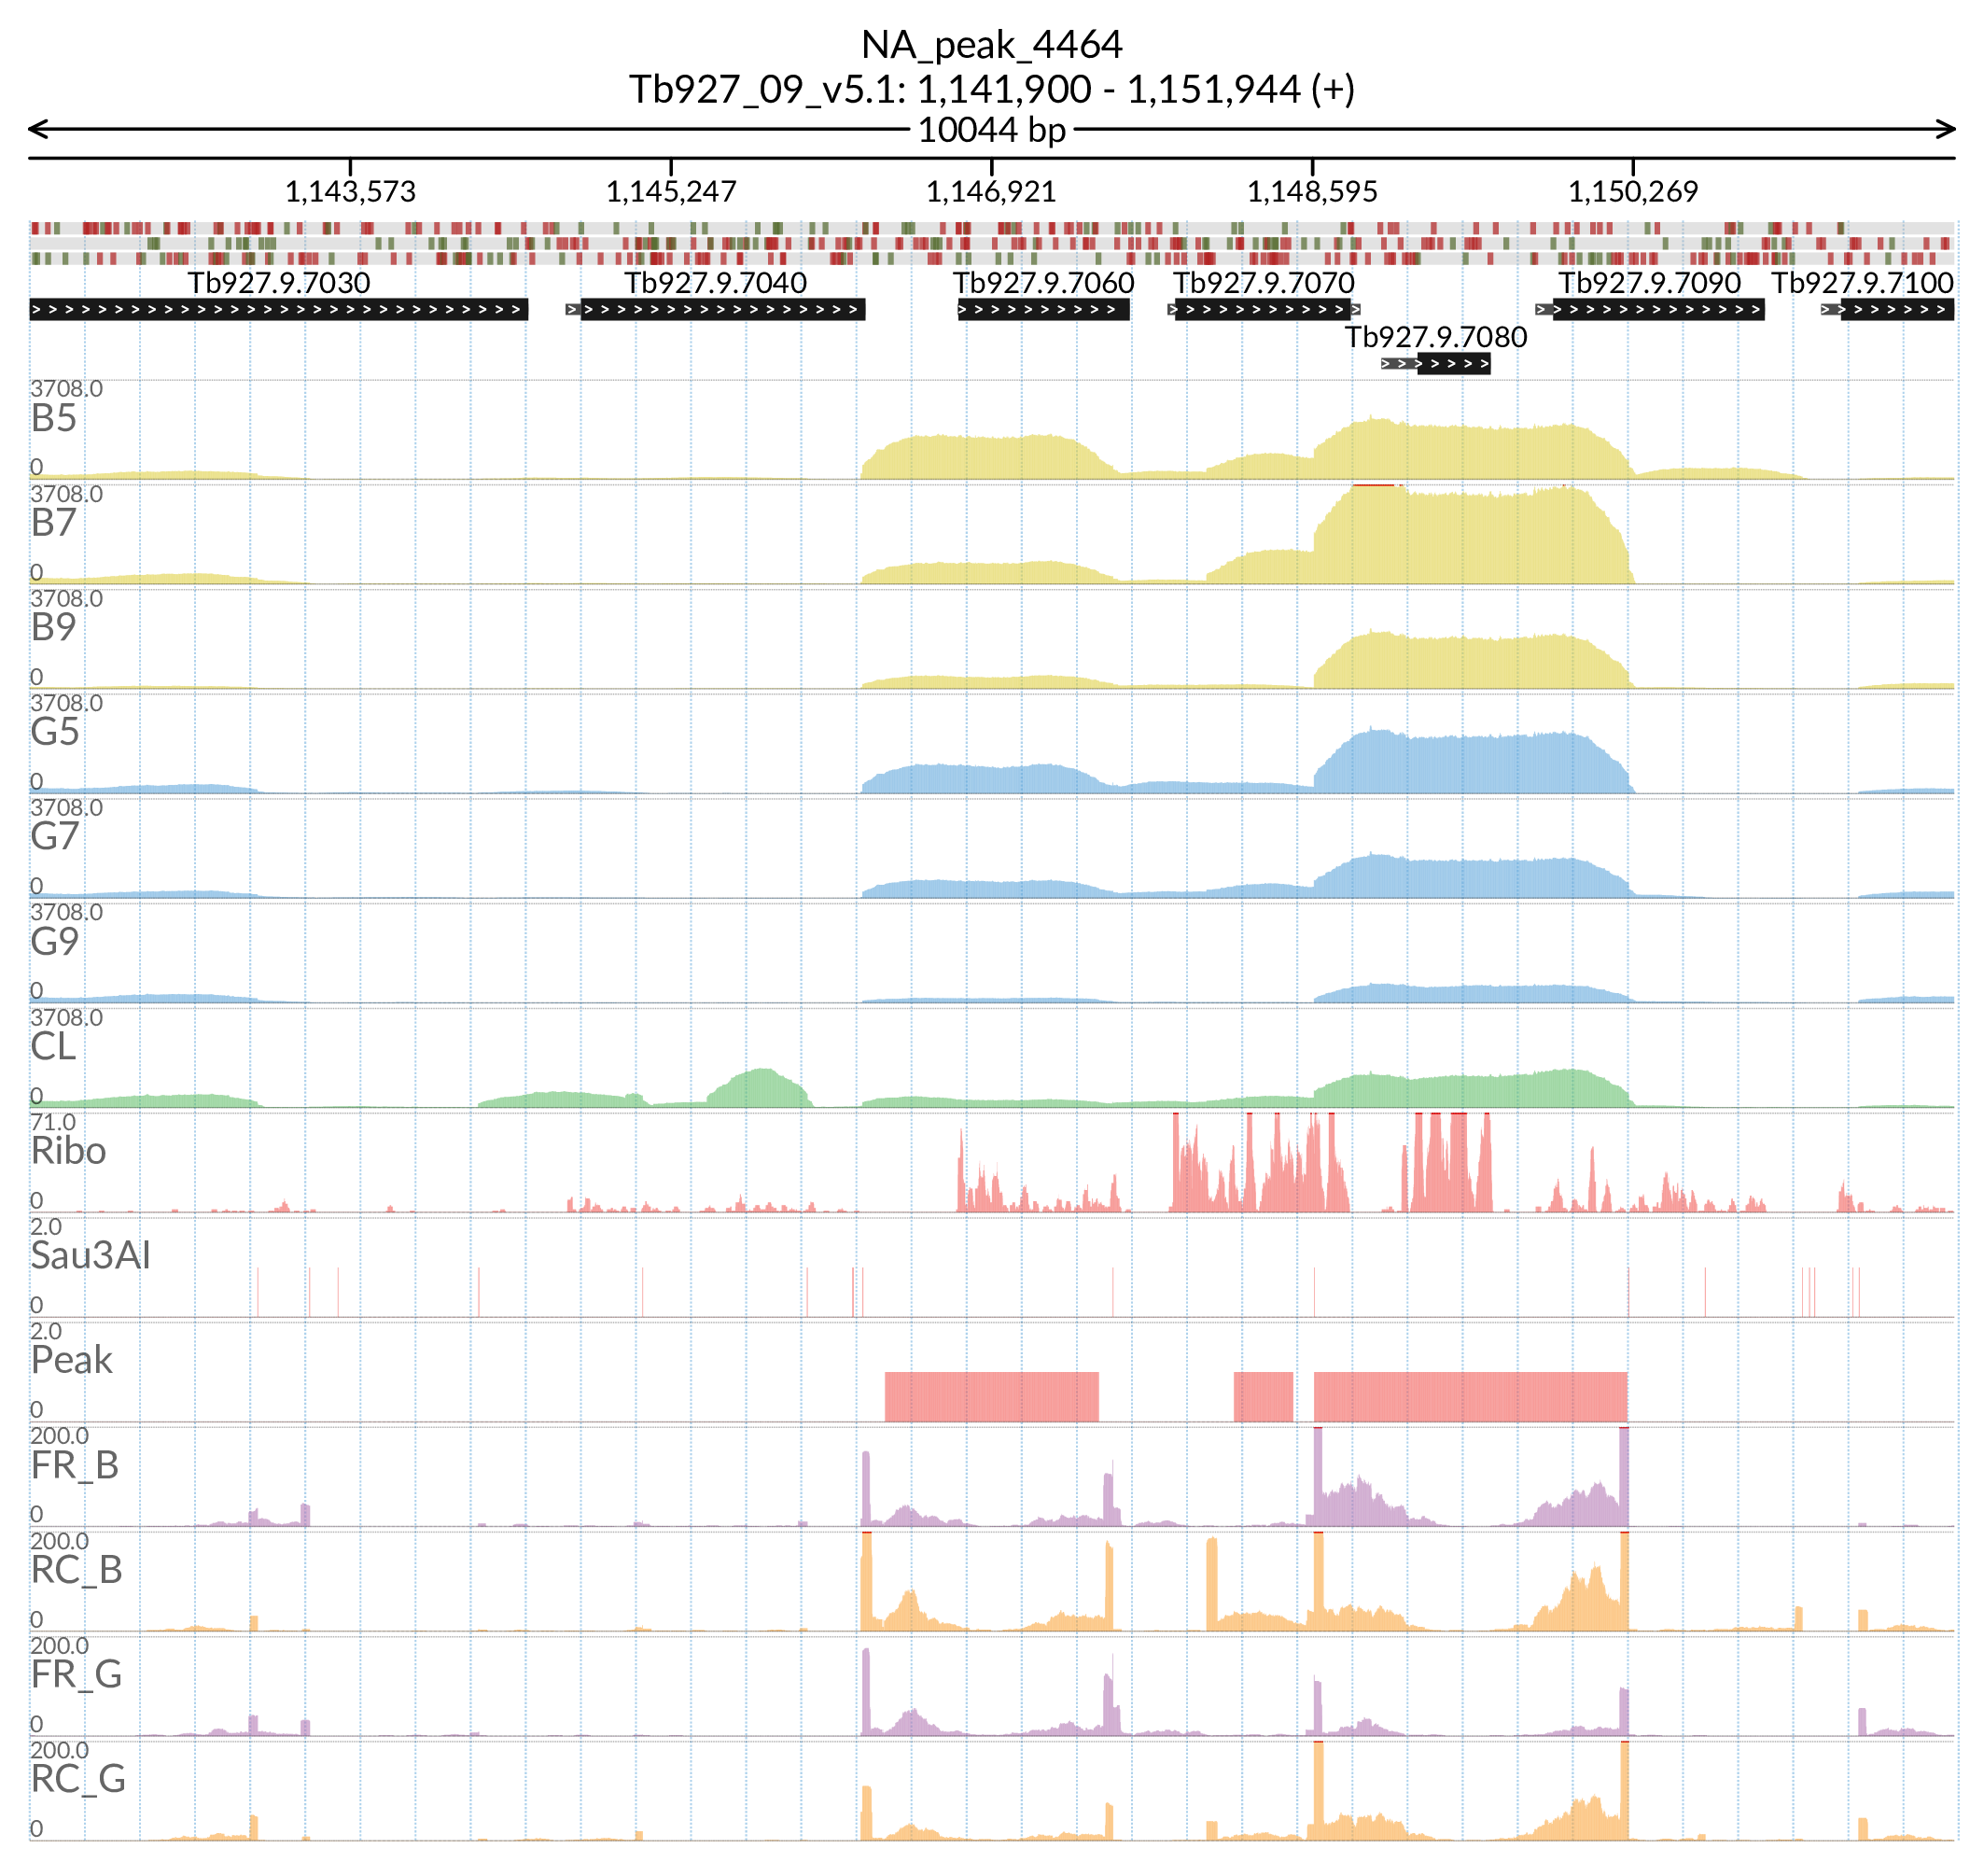 NA_peak_4464
Tb927_09_v5.1: 1,141,900 - 1,151,944 (+)
10044 bp
1,143,573 1,145,247 1,146,921 1,148,595 1,150,269
Tb927.9.7030 Tb927.9.7040 Tb927.9.7060 Tb927.9.7070 Tb927.9.7090 Tb927.9.7100
Tb927.9.7080
3708.0
B5
0
3708.0
B7
0
3708.0
B9
0
3708.0
G5
0
3708.0
G7
0
3708.0
G9
0
3708.0
CL
0
71.0
Ribo
0
2.0
Sau3AI
0
2.0
Peak
0
200.0
FR_B
0
200.0
RC_B
0
200.0
FR_G
0
200.0
RC_G
0